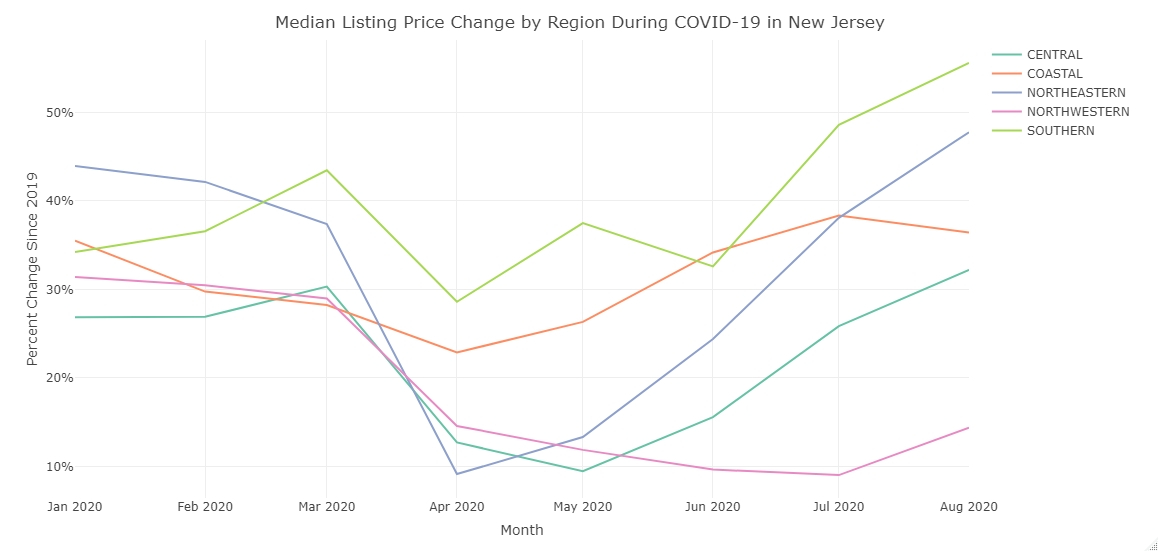 Median Listing Price Change by Region During COVID-19 in New Jersey
CENTRAL
COASTAL
NORTHEASTERN
NORTHWESTERN
SOUTHERN
Percent Change Since 2019
50%
40%
30%
20%
10%
Jan 2020 Feb 2020 Mar 2020 Apr 2020 May 2020 Jun 2020 Jul 2020 Aug 2020
Month